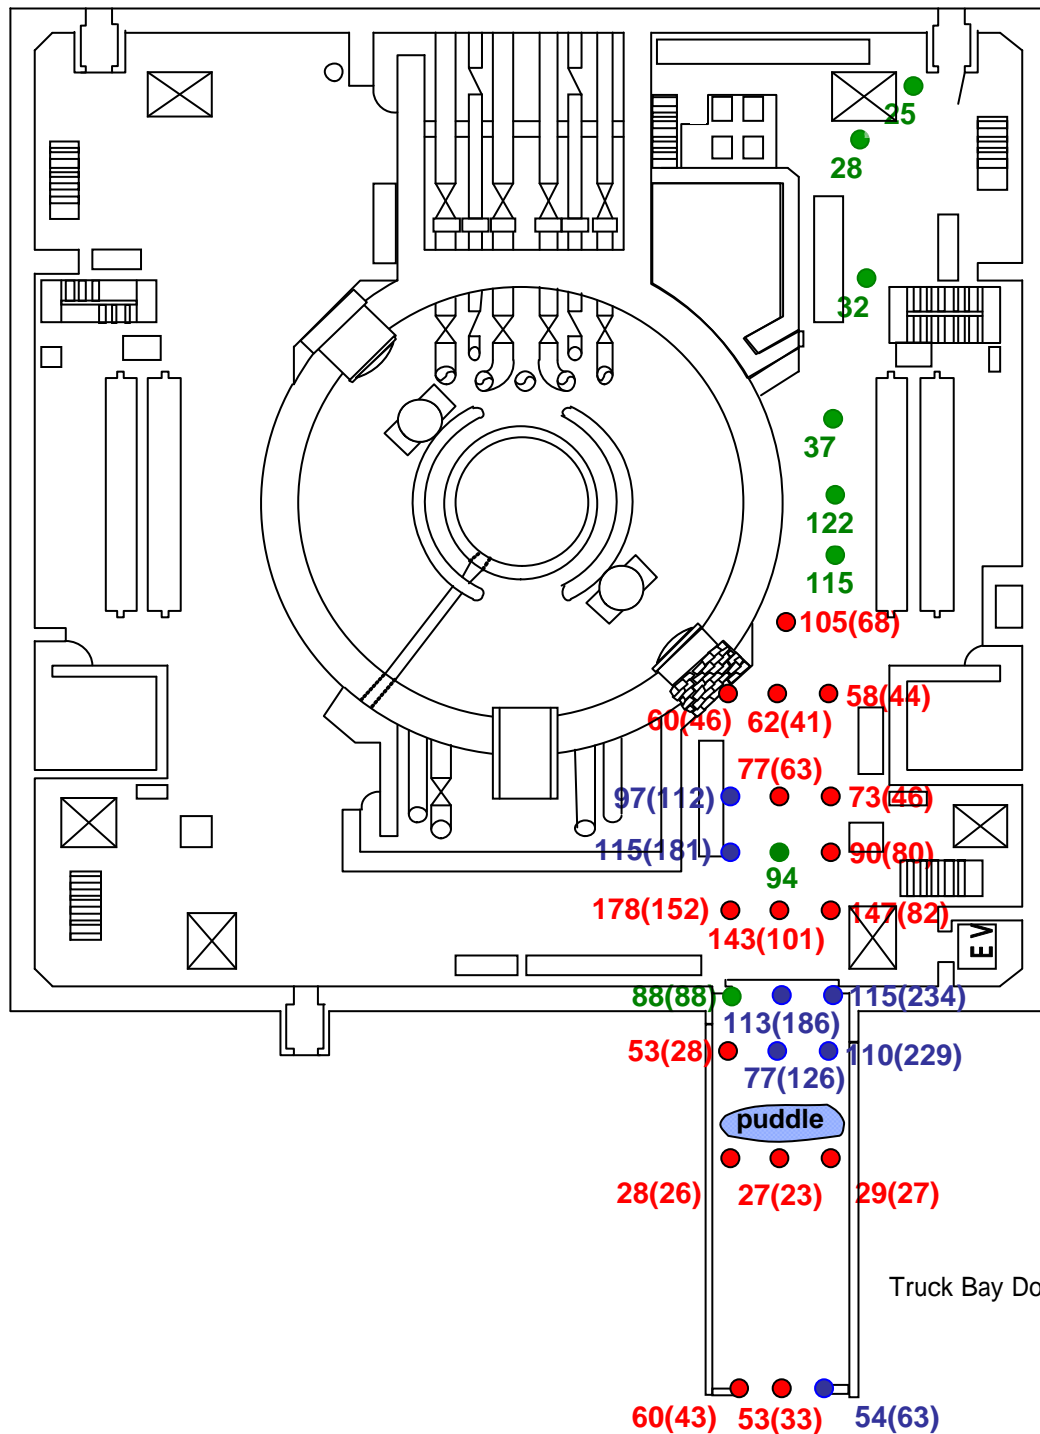 25
28
32
37
122
115
105(68)
60(46) 62(41) 58(44)
77(63)
97(112) 73(46)
115(181) 90(80)
94
178(152) 147(82)
143(101)
EV
88(88) 115(234)
113(186)
53(28) 110(229)
77(126)
puddle
28(26) 27(23) 29(27)
Truck Bay Do
60(43) 53(33) 54(63)